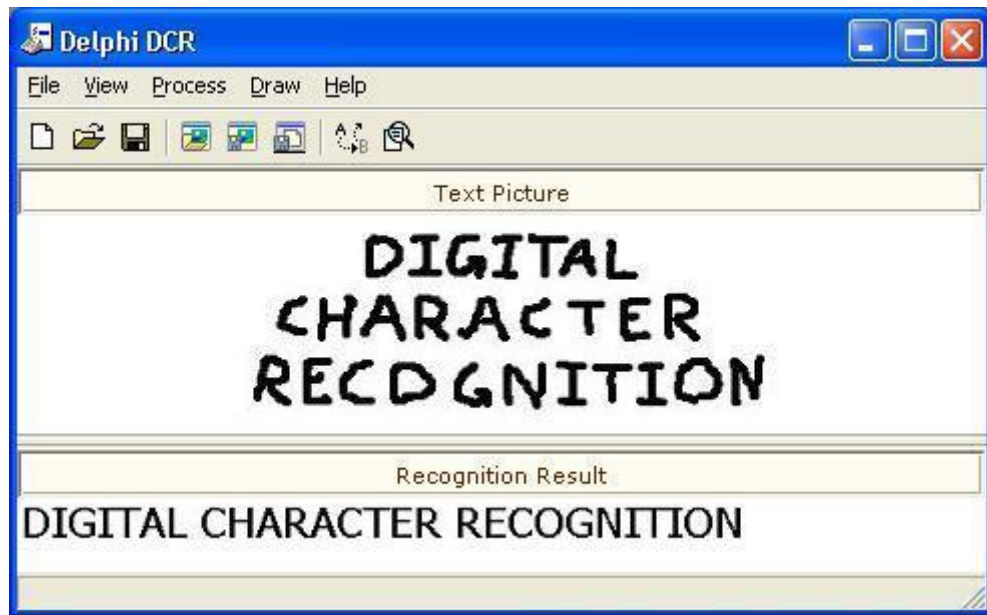 Delphi DCR
File View Process Draw Help
Text Picture
DIGITAL
CHARACTER
RECOGNITION
Recognition Result
DIGITAL CHARACTER RECOGNITION